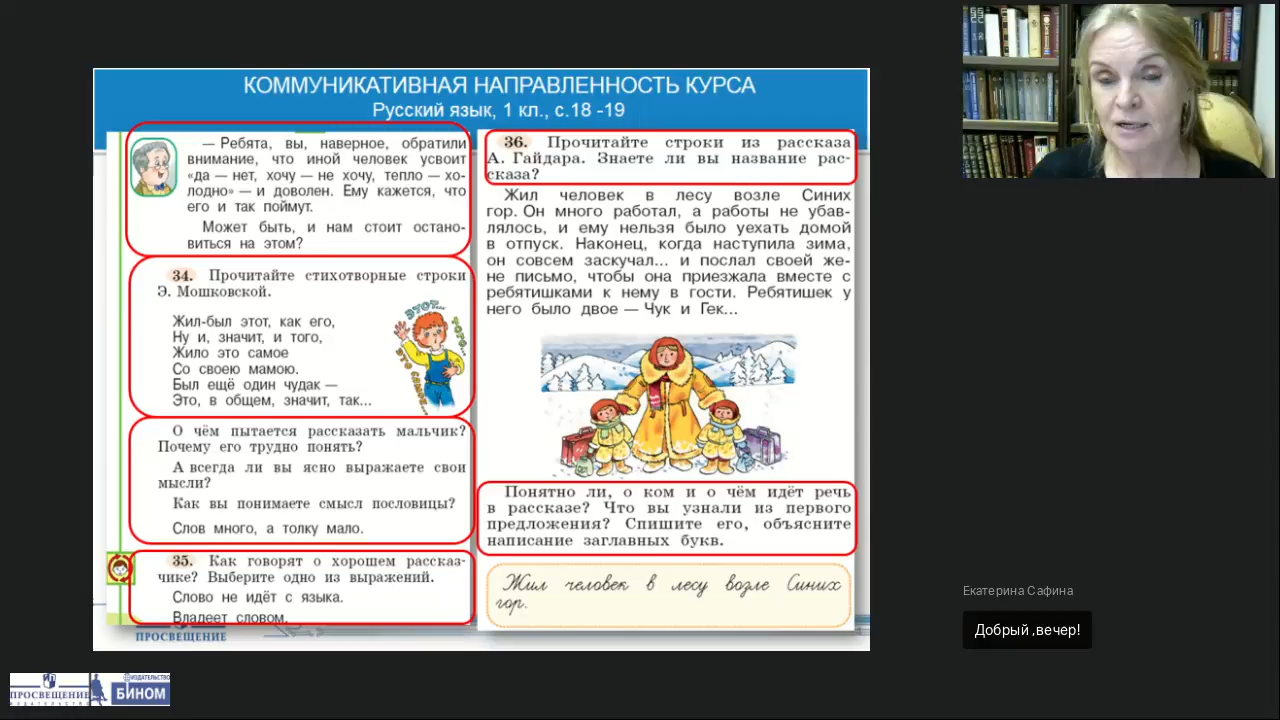 КОММУНИКАТИВНАЯ НАПРАВЛЕННОСТЬ КУРСА
Русский язык, 1 кл., с.18 -19
— Ребята, вы, наверное, обратили
внимание, что иной человек усвоит
«да — нет, хочу — не хочу, тепло — хо-
лодно» — и доволен. Ему кажется, что
его и так поймут.
Может быть, и нам стоит остано-
виться на этом?
34. Прочитайте стихотворные строки
Э. Мошковской.
Жил-был этот, как его,
Ну и, значит, и того,
Жило это самое
Со своею мамою.
Был ещё один чудак —
Это, в общем, значит, так...
ЭТОТ...
ТОГО...
ЭТО САМОЕ...
О чём пытается рассказать мальчик?
Почему его трудно понять?
А всегда ли вы ясно выражаете свои
мысли?
Как вы понимаете смысл пословицы?
Слов много, а толку мало.
35. Как говорят о хорошем рассказ-
чике? Выберите одно из выражений.
Слово не идёт с языка.
Владеет словом.
ПРОСВЕЩЕНИЕ
36. Прочитайте строки из рассказа
А. Гайдара. Знаете ли вы название рас-
сказа?
Жил человек в лесу возле Синих
гор. Он много работал, а работы не убав-
лялось, и ему нельзя было уехать домой
в отпуск. Наконец, когда наступила зима,
он совсем заскучал... и послал своей же-
не письмо, чтобы она приезжала вместе с
ребятишками к нему в гости. Ребятишек у
него было двое — Чук и Гек...
Понятно ли, о ком и о чём идёт речь
в рассказе? Что вы узнали из первого
предложения? Спишите его, объясните
написание заглавных букв.
Жил человек в лесу возле Синих
гор.
Екатерина Сафина
Добрый ,вечер!
ПРОСВЕЩЕНИЕ
ИЗДАТЕЛЬСТВО
ИЗДАТЕЛЬСТВО
БИНОМ